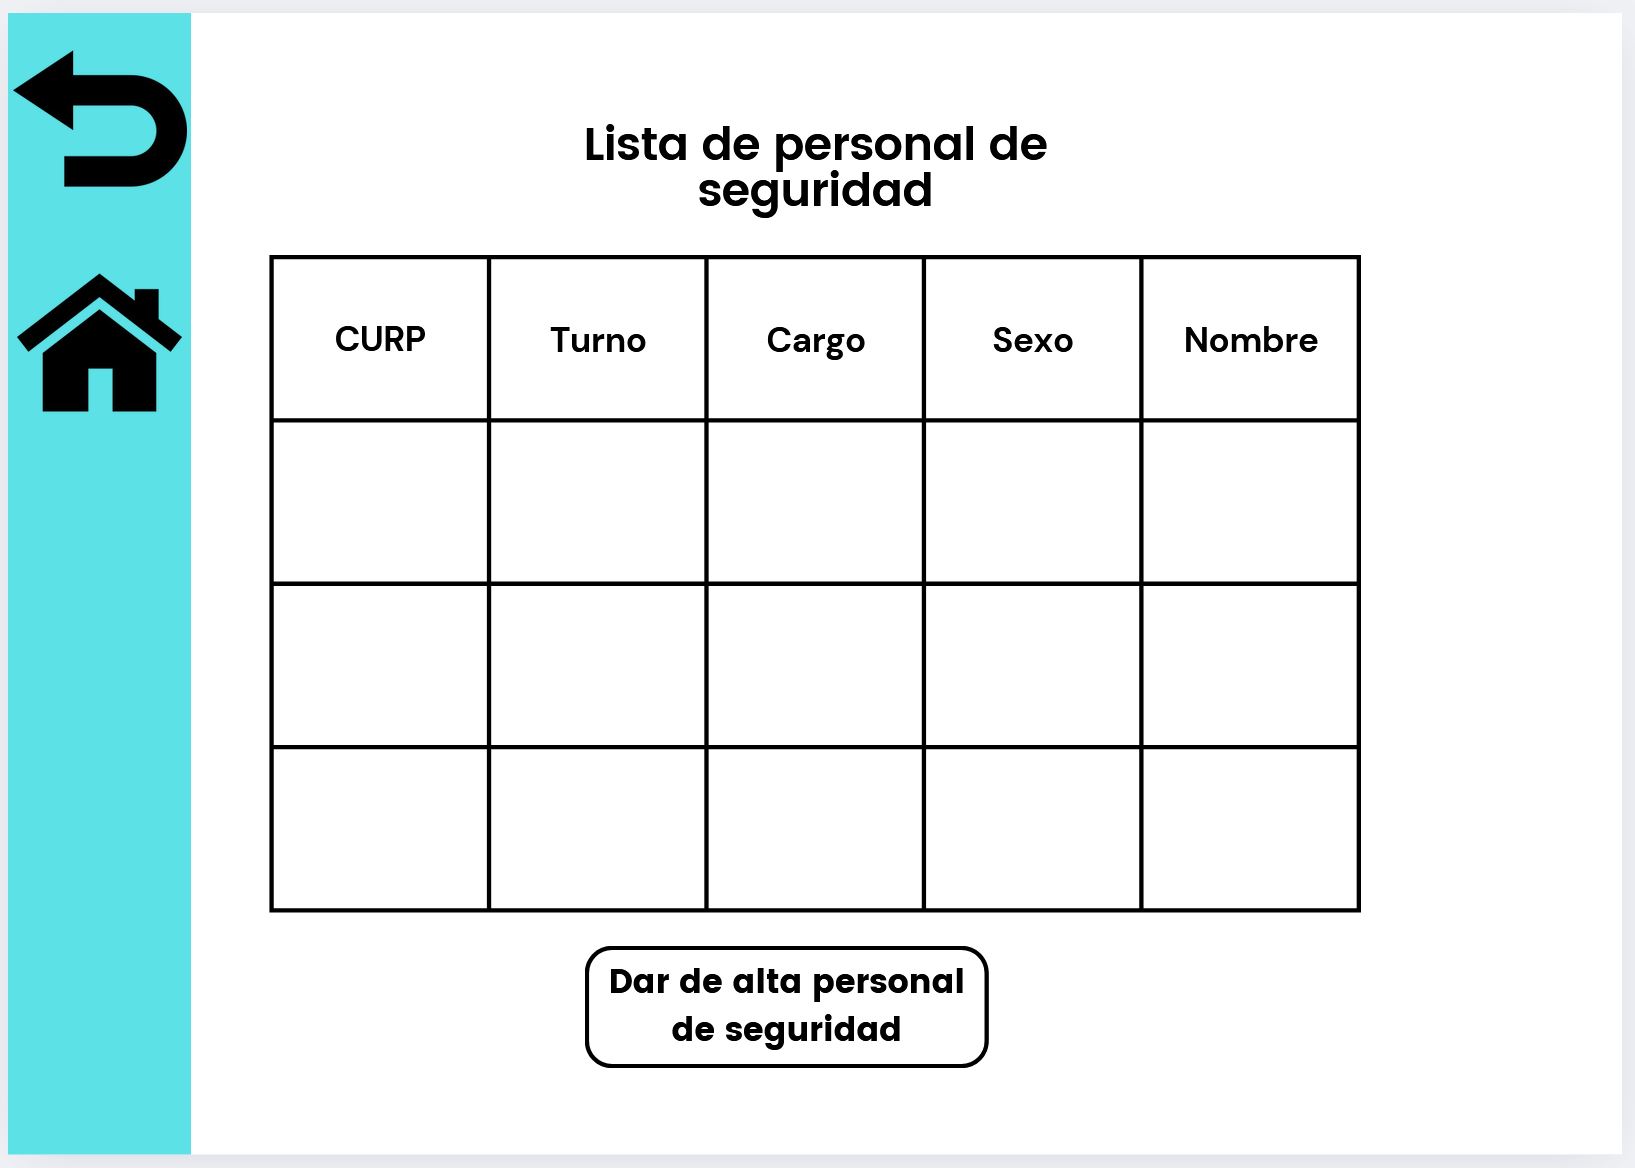 Lista de personal de
seguridad
CURP Turno Cargo Sexo Nombre
Dar de alta personal
de seguridad